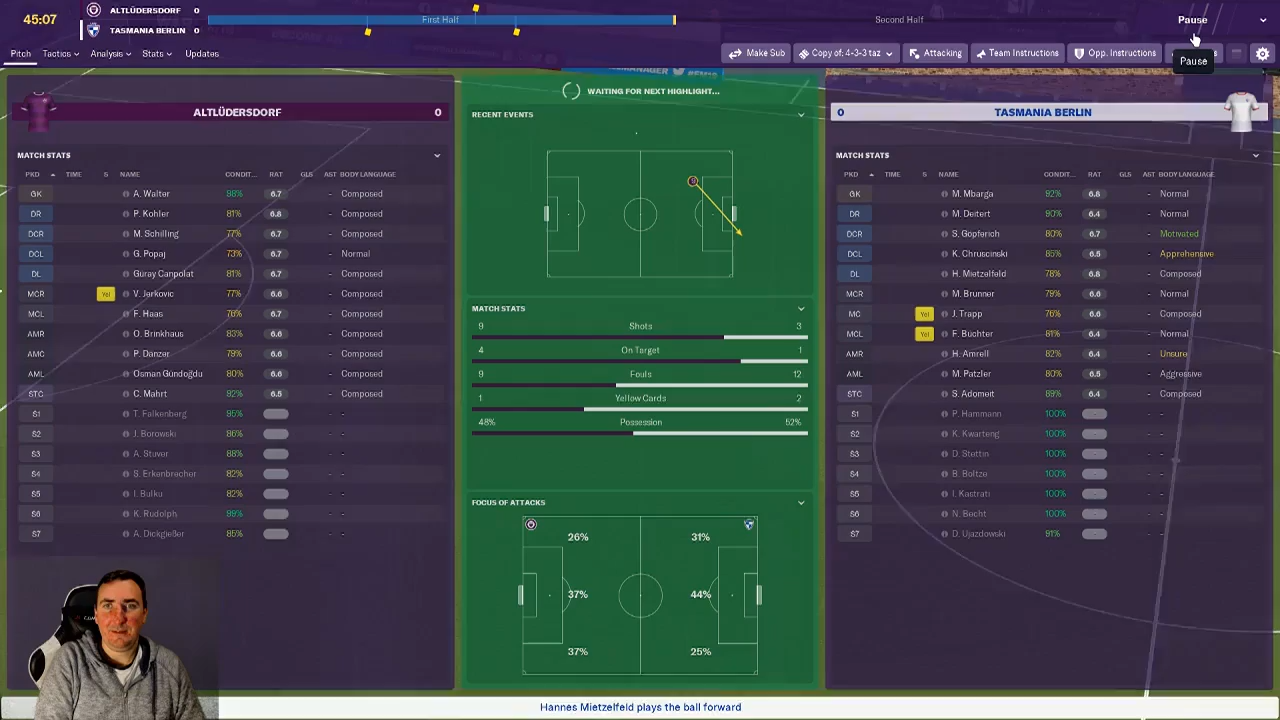 45:07
ALTLÜDERSDORF 0
TASMANIA BERLIN 0
First Half
Second Half
Pause
Pitch Tactics Analysis Stats Updates
Make Sub Copy of: 4-3-3 taz Attacking Team Instructions Opp. Instructions
Pause
ALTLÜDERSDORF 0
WAITING FOR NEXT HIGHLIGHT...
0 TASMANIA BERLIN
MATCH STATS
PKD TIME S NAME CONDIT... RAT GLS AST BODY LANGUAGE
GK A. Walter 98% 6.7 - Composed
DR P. Kohler 81% 6.8 - Composed
DCR M. Schilling 77% 6.7 - Composed
DCL G. Popaj 73% 6.7 - Normal
DL Güray Canpolat 81% 6.7 - Composed
MCR Yel V. Jerkovic 77% 6.6 - Composed
MCL F. Haas 76% 6.7 - Composed
AMR O. Brinkhaus 83% 6.6 - Composed
AMC P. Danzer 79% 6.6 - Composed
AML Osman Gündoğdu 80% 6.6 - Composed
STC C. Mahrt 92% 6.5 - Composed
S1 T. Falkenberg 95% - -
S2 J. Borowski 86% - -
S3 A. Stuver 88% - -
S4 S. Erkenbrecher 82% - -
S5 I. Bulku 82% - -
S6 K. Rudolph 99% - -
S7 A. Dickgießer 85% - -
RECENT EVENTS
9
MATCH STATS
9 Shots 3
4 On Target 1
9 Fouls 12
1 Yellow Cards 2
48% Possession 52%
FOCUS OF ATTACKS
26% 31%
37% 44%
37% 25%
MATCH STATS
PKD TIME S NAME CONDIT... RAT GLS AST BODY LANGUAGE
GK M. Mbarga 92% 6.8 - Normal
DR M. Deitert 80% 6.4 - Normal
DCR S. Gopferich 80% 6.7 - Motivated
DCL K. Chruscinski 85% 6.5 - Apprehensive
DL H. Mietzelfeld 78% 6.8 - Composed
MCR M. Brunner 79% 6.6 - Normal
MC Yel J. Trapp 76% 6.6 - Composed
MCL Yel F. Büchter 81% 6.4 - Normal
AMR H. Amrell 82% 6.4 - Unsure
AML M. Patzler 80% 6.5 - Aggressive
STC S. Adomeit 89% 6.4 - Composed
S1 P. Hammann 100% - - -
S2 K. Kwarteng 100% - - -
S3 D. Stettin 100% - - -
S4 B. Boltze 100% - - -
S5 I. Kastrati 100% - - -
S6 N. Becht 100% - - -
S7 D. Ujazdowski 91% - - -
Hannes Mietzelfeld plays the ball forward